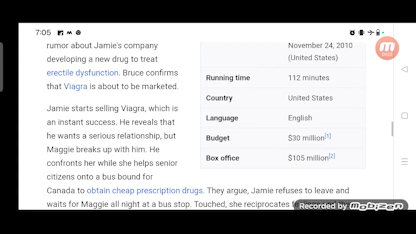 7:05
rumor about Jamie's company
developing a new drug to treat
erectile dysfunction. Bruce confirms
that Viagra is about to be marketed.
Jamie starts selling Viagra, which is
an instant success. He reveals that
he wants a serious relationship, but
Maggie breaks up with him. He
confronts her while she helps senior
citizens onto a bus bound for
Canada to obtain cheap prescription drugs. They argue, Jamie refuses to leave and
waits for Maggie all night at a bus stop. Touched, she reciprocates
November 24, 2010
(United States)
Running time 112 minutes
Country United States
Language English
Budget $30 million[1]
Box office $105 million[2]
Recorded by Mobizen